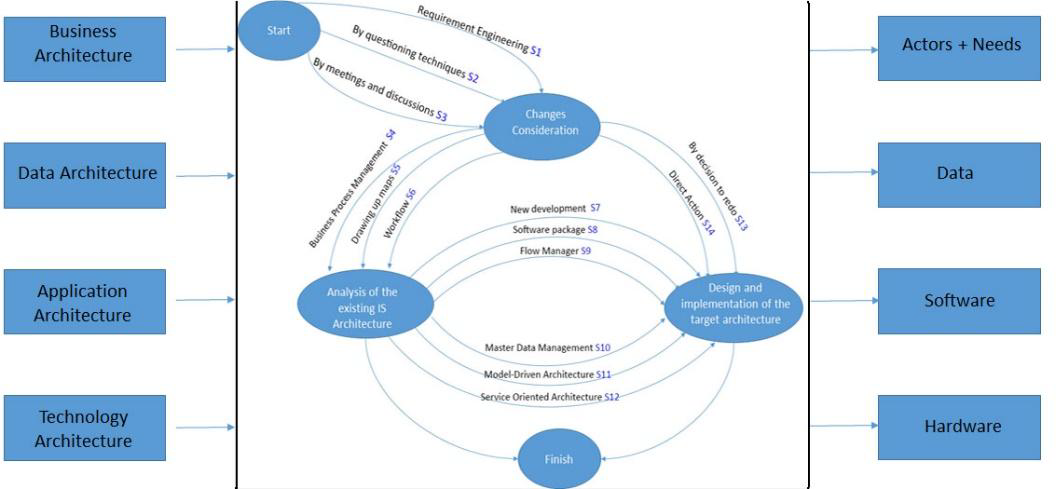 Business
Architecture
Data Architecture
Application
Architecture
Technology
Architecture
Start
Requirement Engineering S1
By questioning techniques S2
By meetings and discussions S3
Changes
Consideration
Business Process Management S4
Drawing up maps S5
Workflow S6
By decision to redo S13
Direct Action S14
New development S7
Software package S8
Flow Manager S9
Analysis of the
existing IS
Architecture
Design and
implementation of the
target architecture
Master Data Management S10
Model-Driven Architecture S11
Service Oriented Architecture S12
Finish
Actors + Needs
Data
Software
Hardware